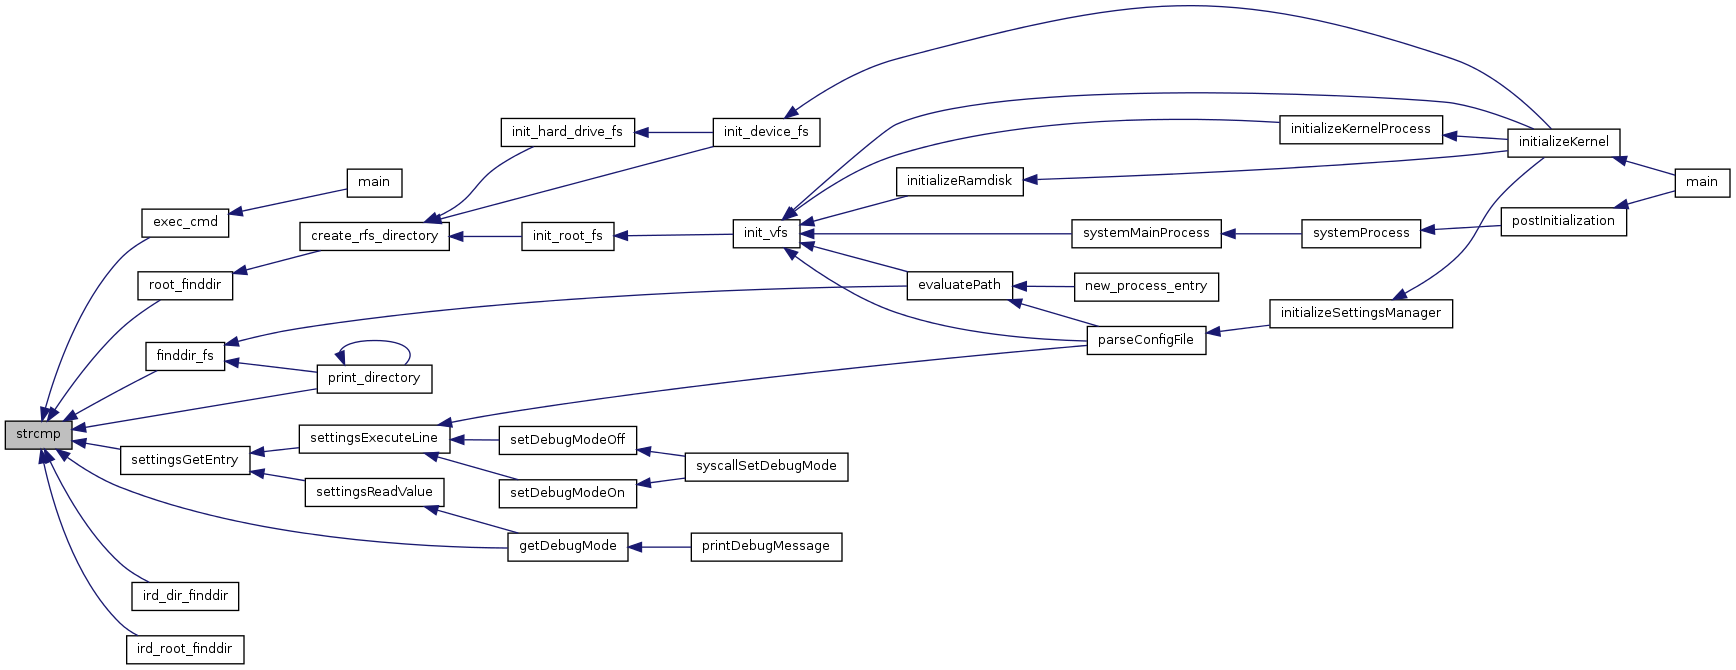 strcmp
exec_cmd
main
root_finddir
create_rfs_directory
init_hard_drive_fs
init_device_fs
init_root_fs
init_vfs
initializeKernelProcess
initializeKernel
main
initializeRamdisk
systemMainProcess
systemProcess
postInitialization
evaluatePath
new_process_entry
parseConfigFile
initializeSettingsManager
finddir_fs
print_directory
settingsGetEntry
settingsExecuteLine
setDebugModeOff
syscallSetDebugMode
setDebugModeOn
settingsReadValue
getDebugMode
printDebugMessage
ird_dir_finddir
ird_root_finddir